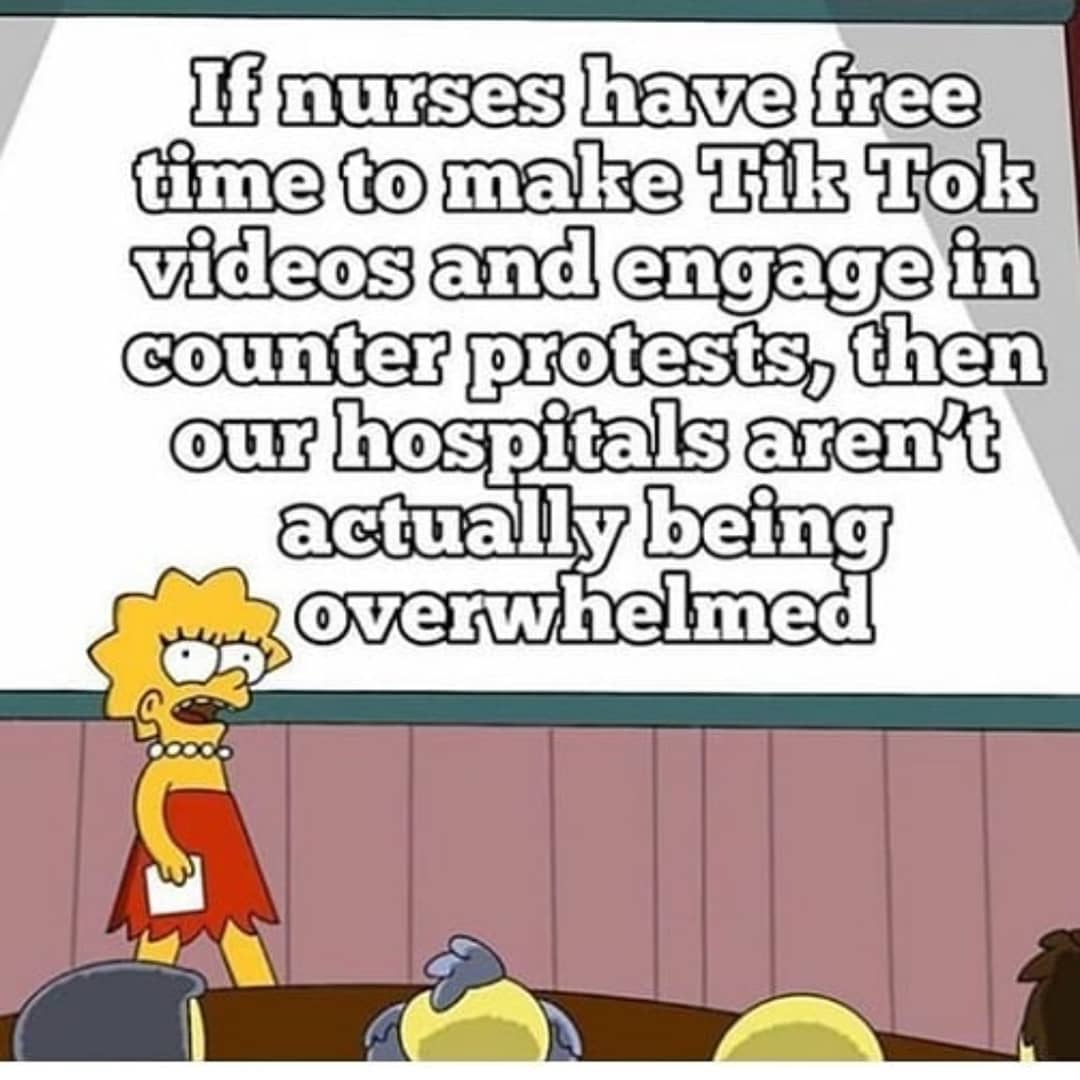 If nurses have free
time to make Tik Tok
videos and engage in
counter protests, then
our hospitals aren't
actually being
overwhelmed